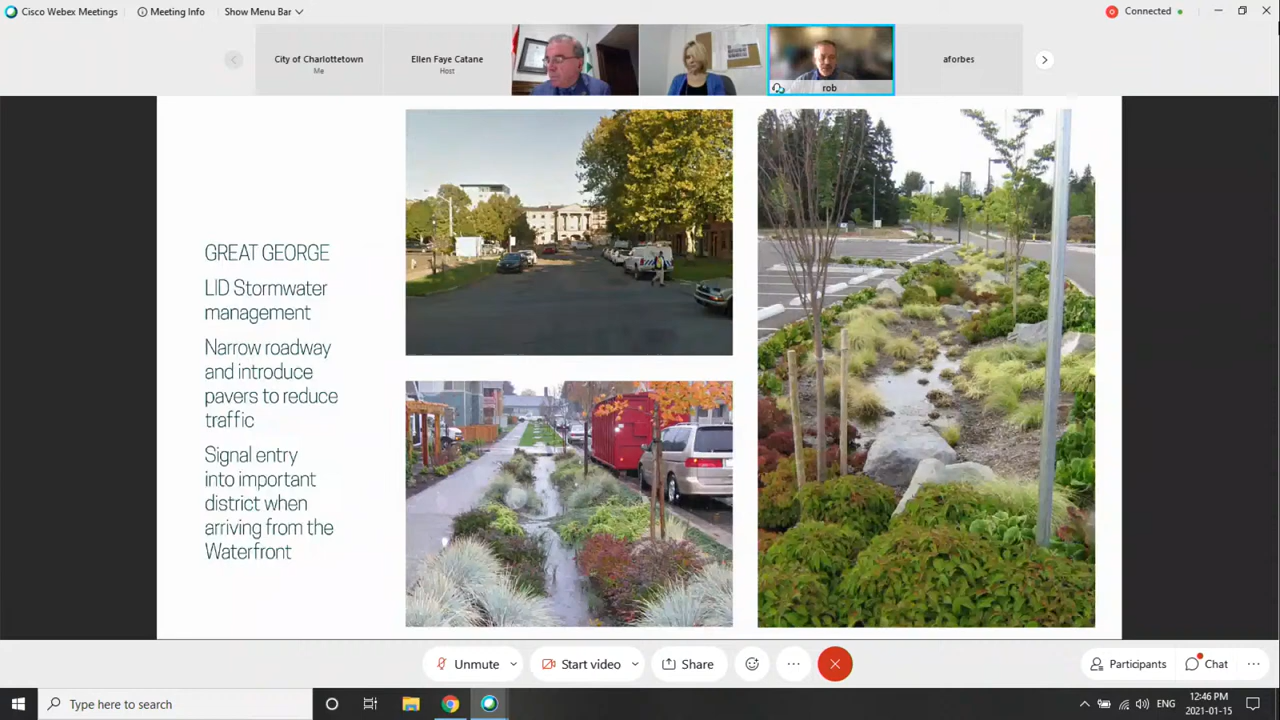 Cisco Webex Meetings
Meeting Info
Show Menu Bar
Connected
City of Charlottetown
Me
Ellen Faye Catane
Host
rob
aforbes
GREAT GEORGE
LID Stormwater
management
Narrow roadway
and introduce
pavers to reduce
traffic
Signal entry
into important
district when
arriving from the
Waterfront
Unmute
Start video
Share
Participants
Chat
Type here to search
ENG
12:46 PM
2021-01-15